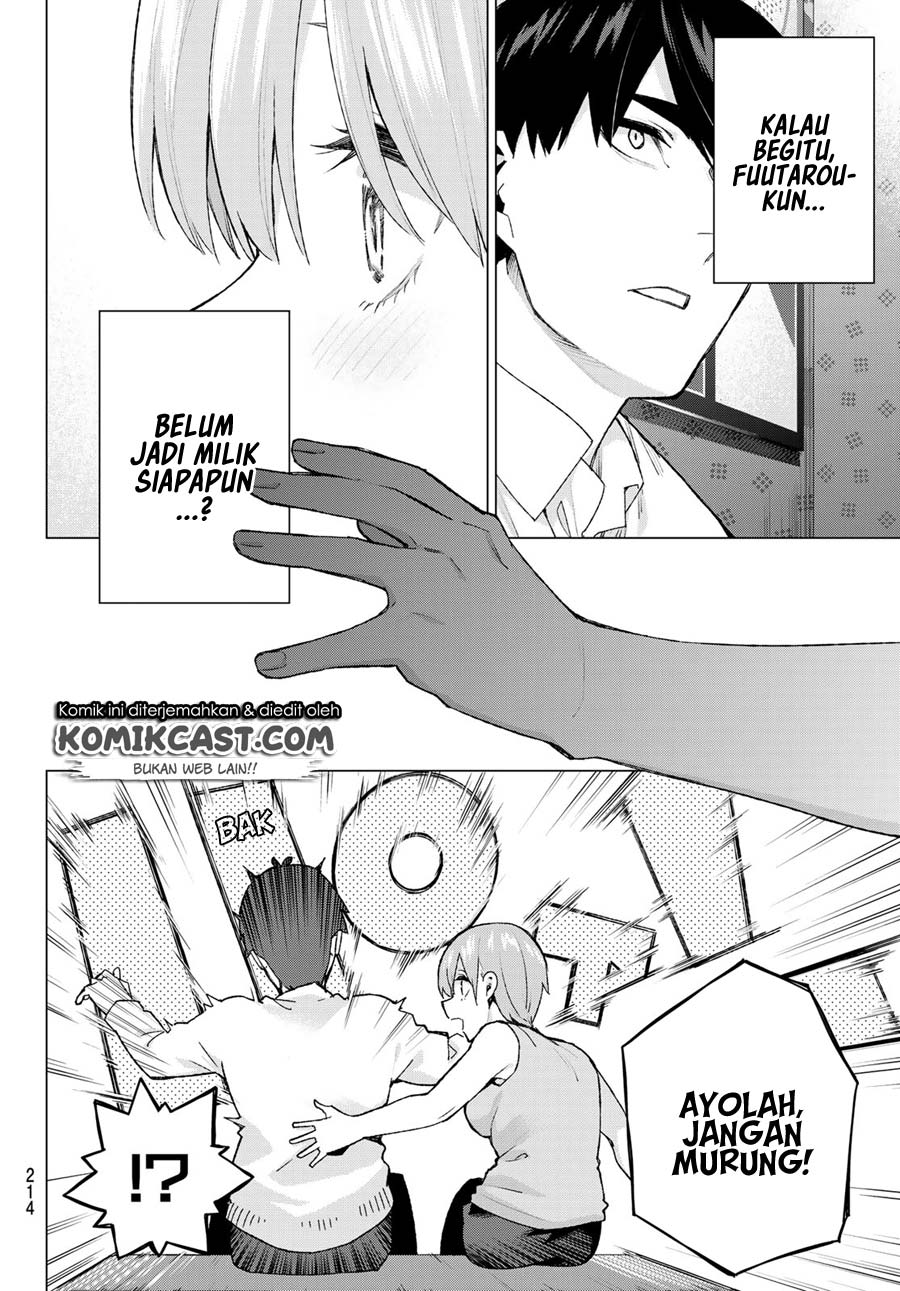 KALAU
BEGITU,
FUUTAROU-
KUN...
BELUM
JADI MILIK
SIAPAPUN
...?
Komik ini diterjemahkan & diedit oleh
KOMIKCAST.COM
BUKAN WEB LAIN!!
BAK
AYOLAH,
JANGAN
MURUNG!
!?
214